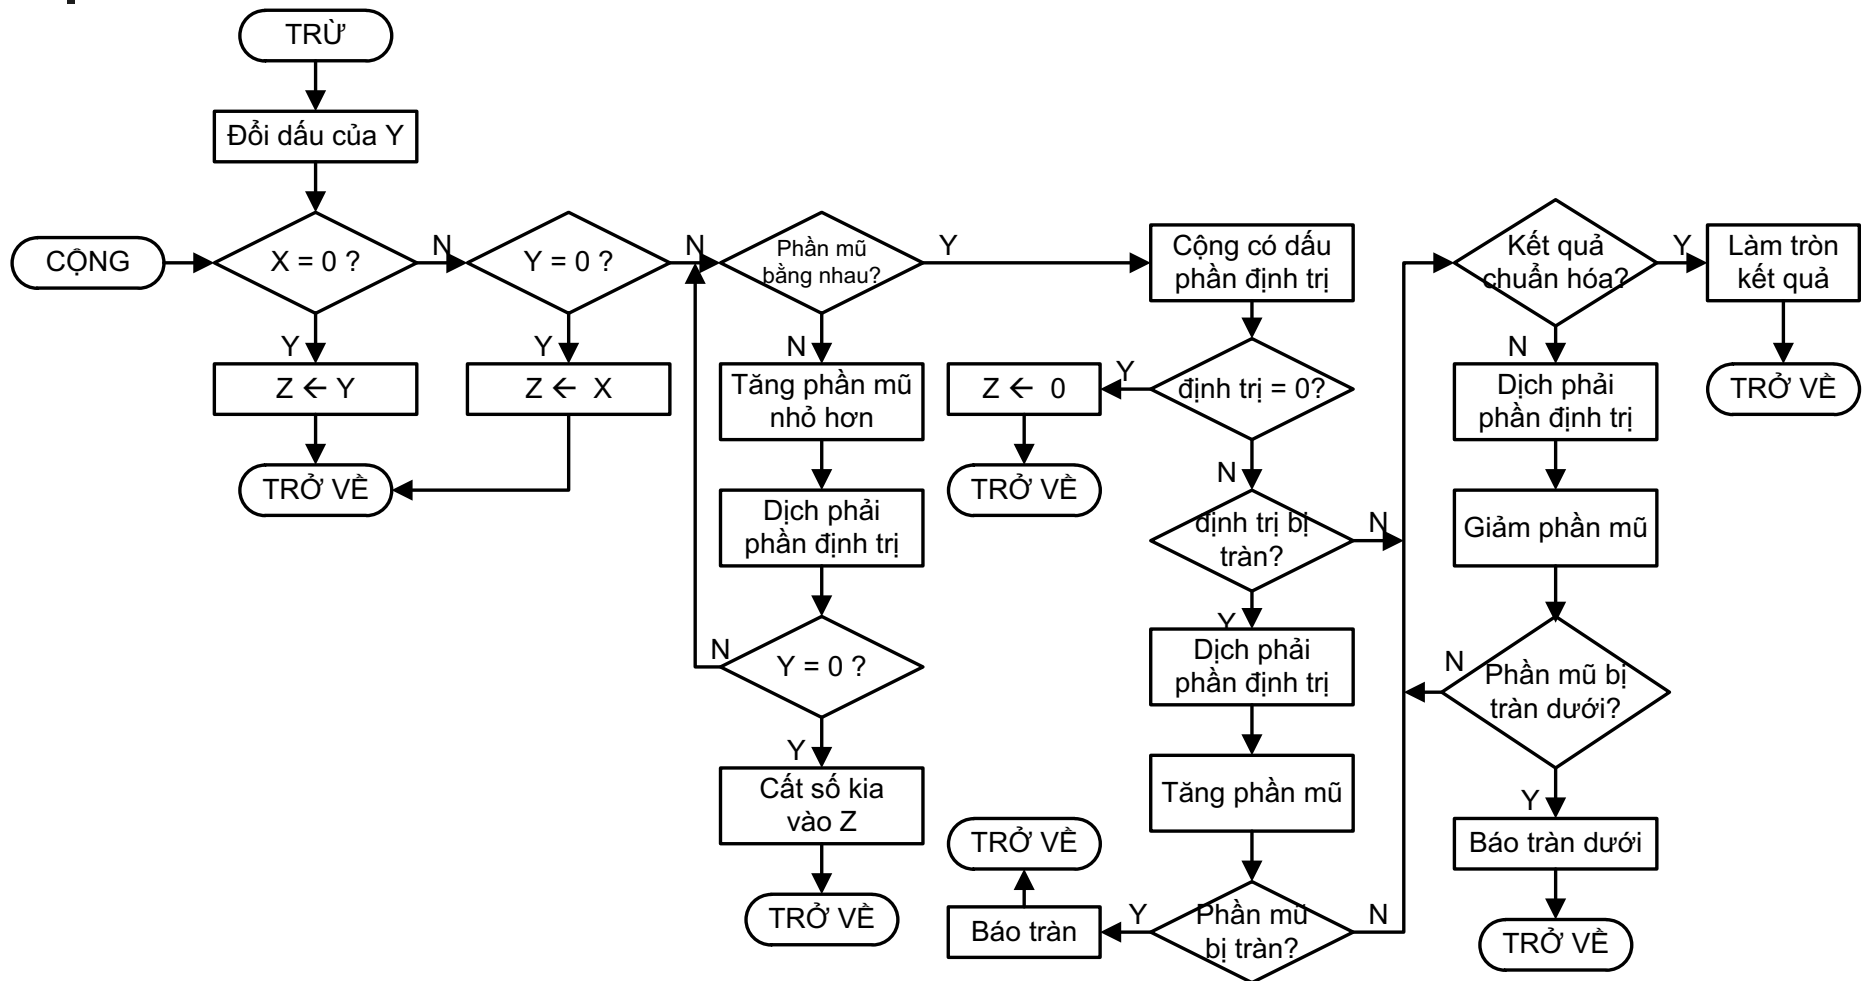 TRỪ
Đổi dấu của Y
CỘNG
X = 0 ?
N
Y = 0 ?
N
Phần mũ
bằng nhau?
Y
Cộng có dấu
phần định trị
Kết quả
chuẩn hóa?
Y
Làm tròn
kết quả
Y
Z ← Y
TRỞ VỀ
Y
Z ← X
N
Tăng phần mũ
nhỏ hơn
Dịch phải
phần định trị
N
Y = 0 ?
Y
Cất số kia
vào Z
TRỞ VỀ
định trị = 0?
Y
Z ← 0
TRỞ VỀ
N
định trị bị
tràn?
N
Y
Dịch phải
phần định trị
Tăng phần mũ
Phần mũ
bị tràn?
Y
Báo tràn
TRỞ VỀ
N
N
Dịch phải
phần định trị
Giảm phần mũ
N
Phần mũ bị
tràn dưới?
Y
Báo tràn dưới
TRỞ VỀ
TRỞ VỀ